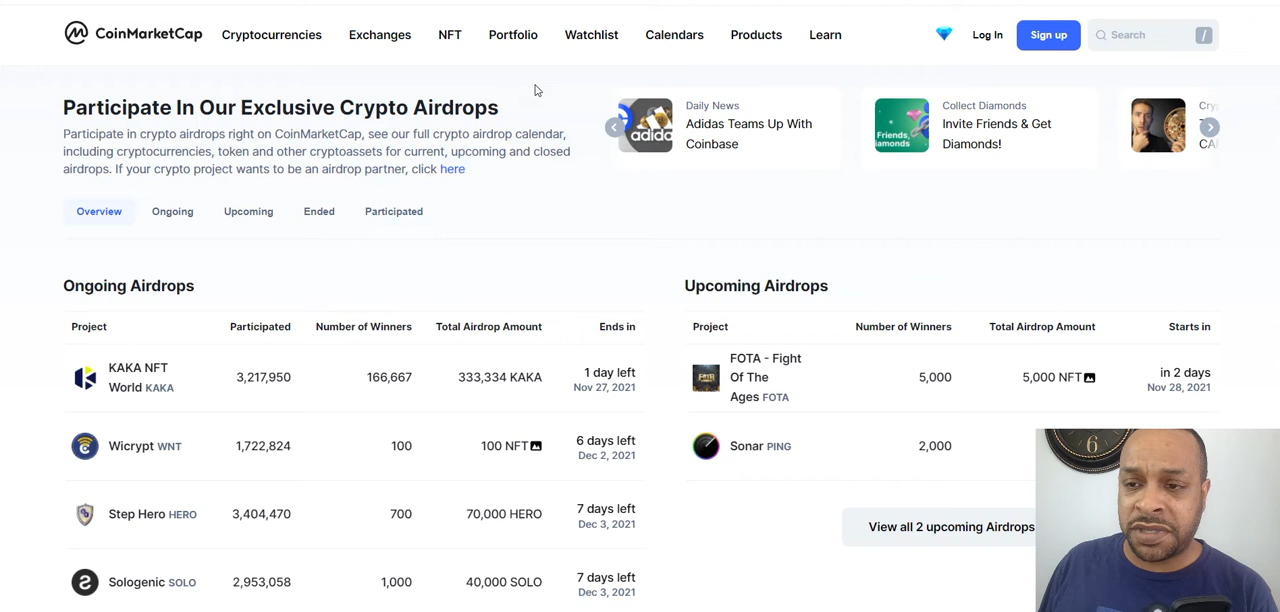 CoinMarketCap Cryptocurrencies Exchanges NFT Portfolio Watchlist Calendars Products Learn Log In Sign up Search /
Participate In Our Exclusive Crypto Airdrops
Participate in crypto airdrops right on CoinMarketCap, see our full crypto airdrop calendar,
including cryptocurrencies, token and other cryptoassets for current, upcoming and closed
airdrops. If your crypto project wants to be an airdrop partner, click here
adidas
Daily News
Adidas Teams Up With
Coinbase
Friends,
Collect Diamonds
Invite Friends & Get
Diamonds!
Overview Ongoing Upcoming Ended Participated
Ongoing Airdrops
Project Participated Number of Winners Total Airdrop Amount Ends in
KAKA NFT
World KAKA
3,217,950 166,667 333,334 KAKA
1 day left
Nov 27, 2021
Wicrypt WNT 1,722,824 100 100 NFT
6 days left
Dec 2, 2021
Step Hero HERO 3,404,470 700 70,000 HERO
7 days left
Dec 3, 2021
Sologenic SOLO 2,953,058 1,000 40,000 SOLO
7 days left
Dec 3, 2021
Upcoming Airdrops
Project Number of Winners Total Airdrop Amount Starts in
FOTA - Fight
Of The
Ages FOTA
5,000 5,000 NFT
in 2 days
Nov 28, 2021
Sonar PING 2,000
View all 2 upcoming Airdrops
6